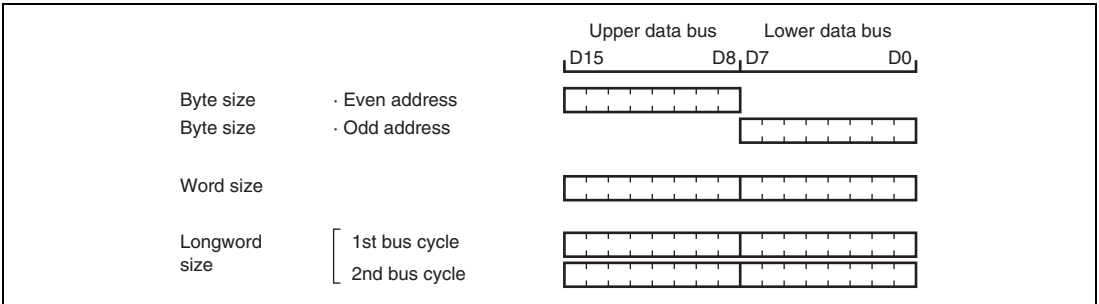 Upper data bus Lower data bus
D15 D8 D7 D0
Byte size · Even address
Byte size · Odd address
Word size
Longword size 1st bus cycle
2nd bus cycle